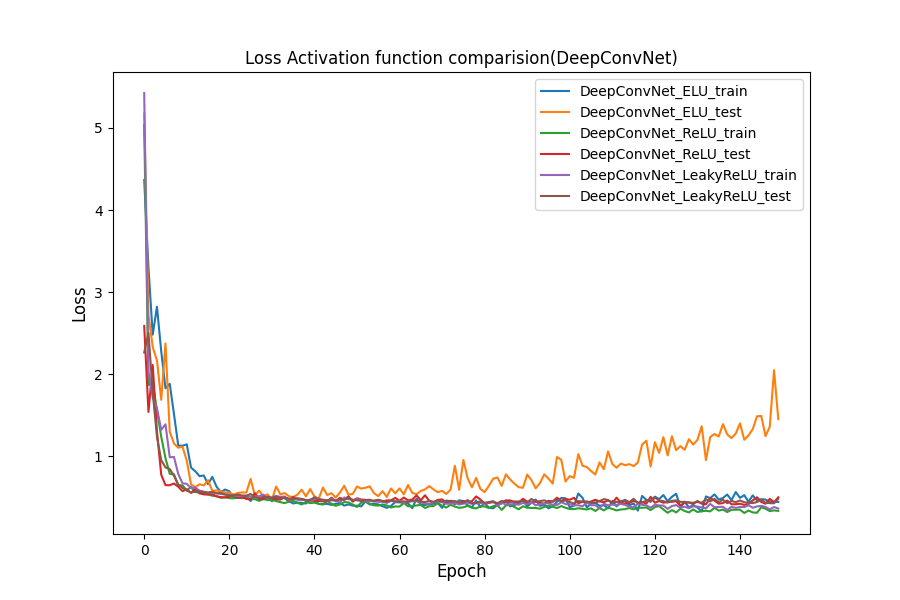 Loss Activation function comparision(DeepConvNet)
DeepConvNet_ELU_train
DeepConvNet_ELU_test
DeepConvNet_ReLU_train
DeepConvNet_ReLU_test
DeepConvNet_LeakyReLU_train
DeepConvNet_LeakyReLU_test
5
4
3
2
1
Loss
0 20 40 60 80 100 120 140
Epoch